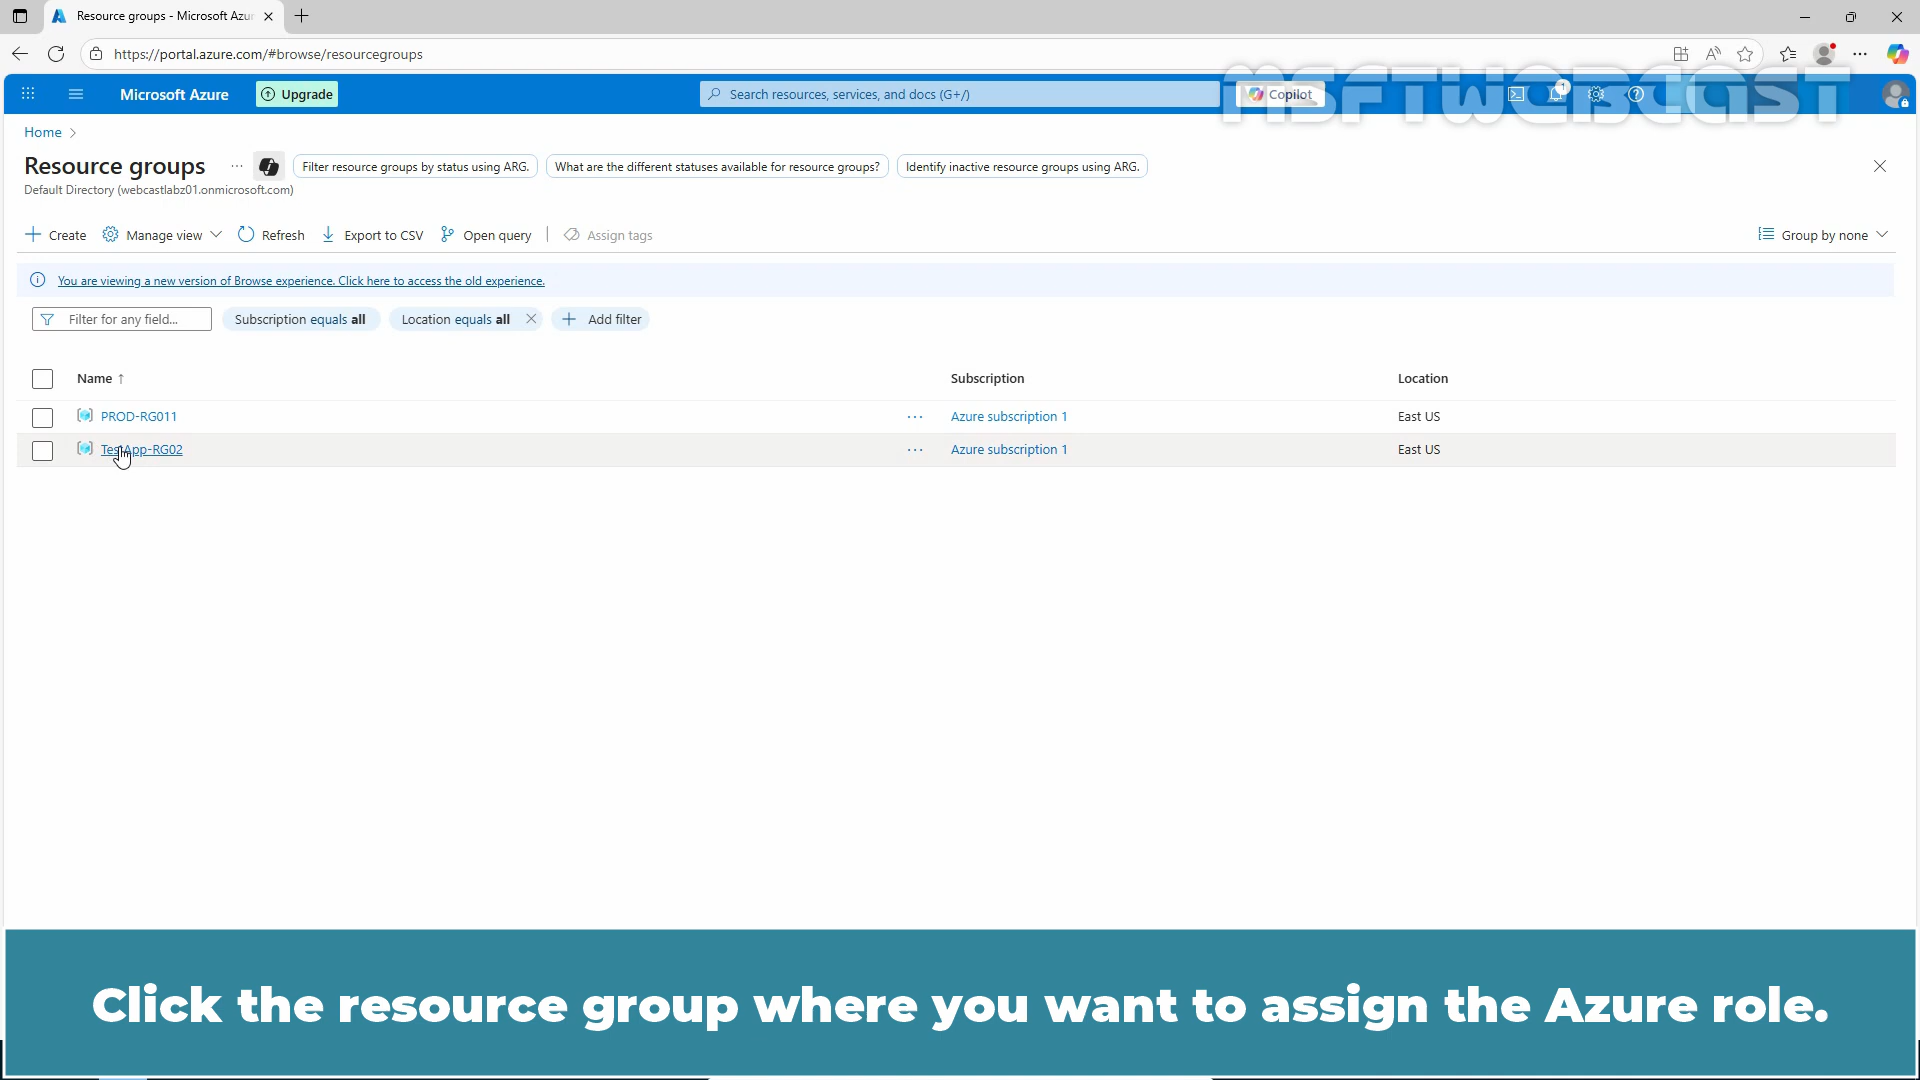 Resource groups - Microsoft Azu
https://portal.azure.com/#browse/resourcegroups
Microsoft Azure
Upgrade
Search resources, services, and docs (G+/)
Copilot
1
MSFTWEBCAST
Home
Resource groups
Filter resource groups by status using ARG.
What are the different statuses available for resource groups?
Identify inactive resource groups using ARG.
Default Directory (webcastlabz01.onmicrosoft.com)
Create
Manage view
Refresh
Export to CSV
Open query
Assign tags
Group by none
You are viewing a new version of Browse experience. Click here to access the old experience.
Filter for any field...
Subscription equals all
Location equals all
Add filter
Name ↑
Subscription
Location
PROD-RG011
Azure subscription 1
East US
TestApp-RG02
Azure subscription 1
East US
Click the resource group where you want to assign the Azure role.